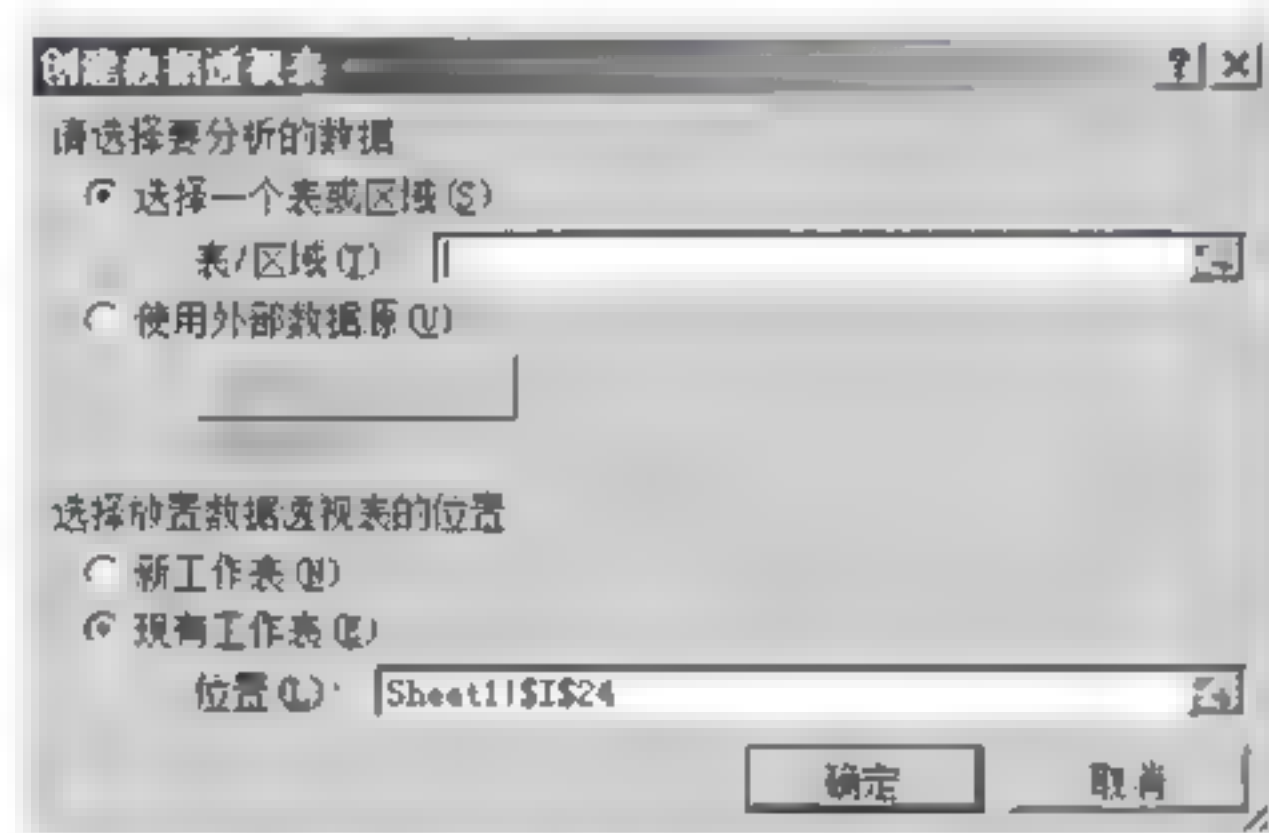 创建数据透视表
请选择要分析的数据
选择一个表或区域(S)
表/区域(T)
使用外部数据原(U)
选择放置数据透视表的位置
新工作表(N)
现有工作表(E)
位置(L): Sheet1!$I$24
确定 取肖